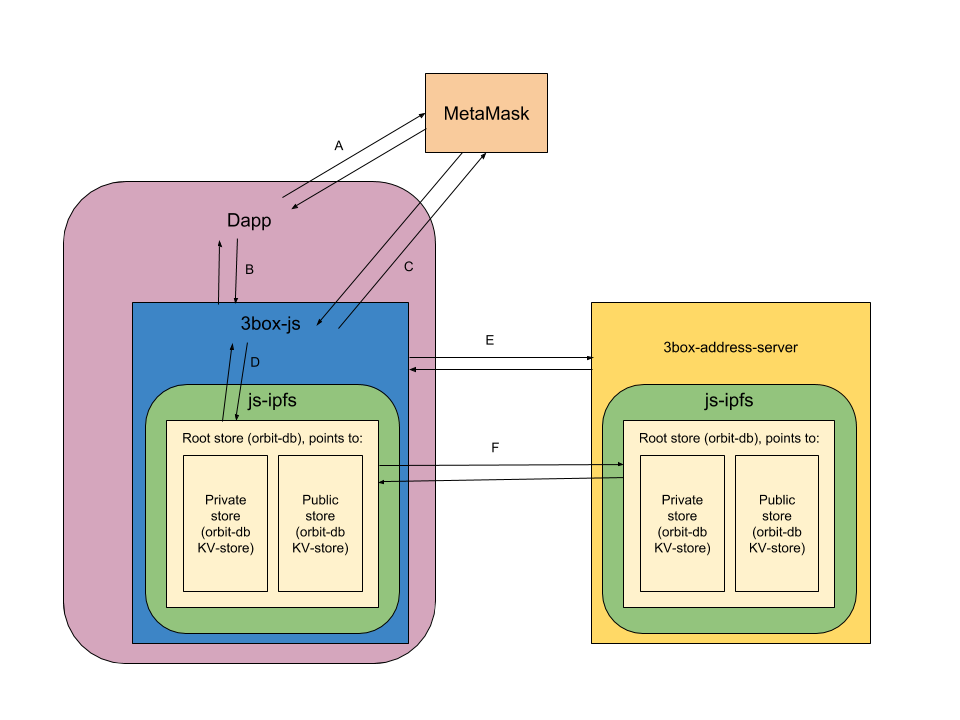 MetaMask
A
Dapp
B
C
3box-js
D
E
3box-address-server
js-ipfs
Root store (orbit-db), points to:
Private
store
(orbit-db
KV-store)
Public
store
(orbit-db
KV-store)
F
js-ipfs
Root store (orbit-db), points to:
Private
store
(orbit-db
KV-store)
Public
store
(orbit-db
KV-store)